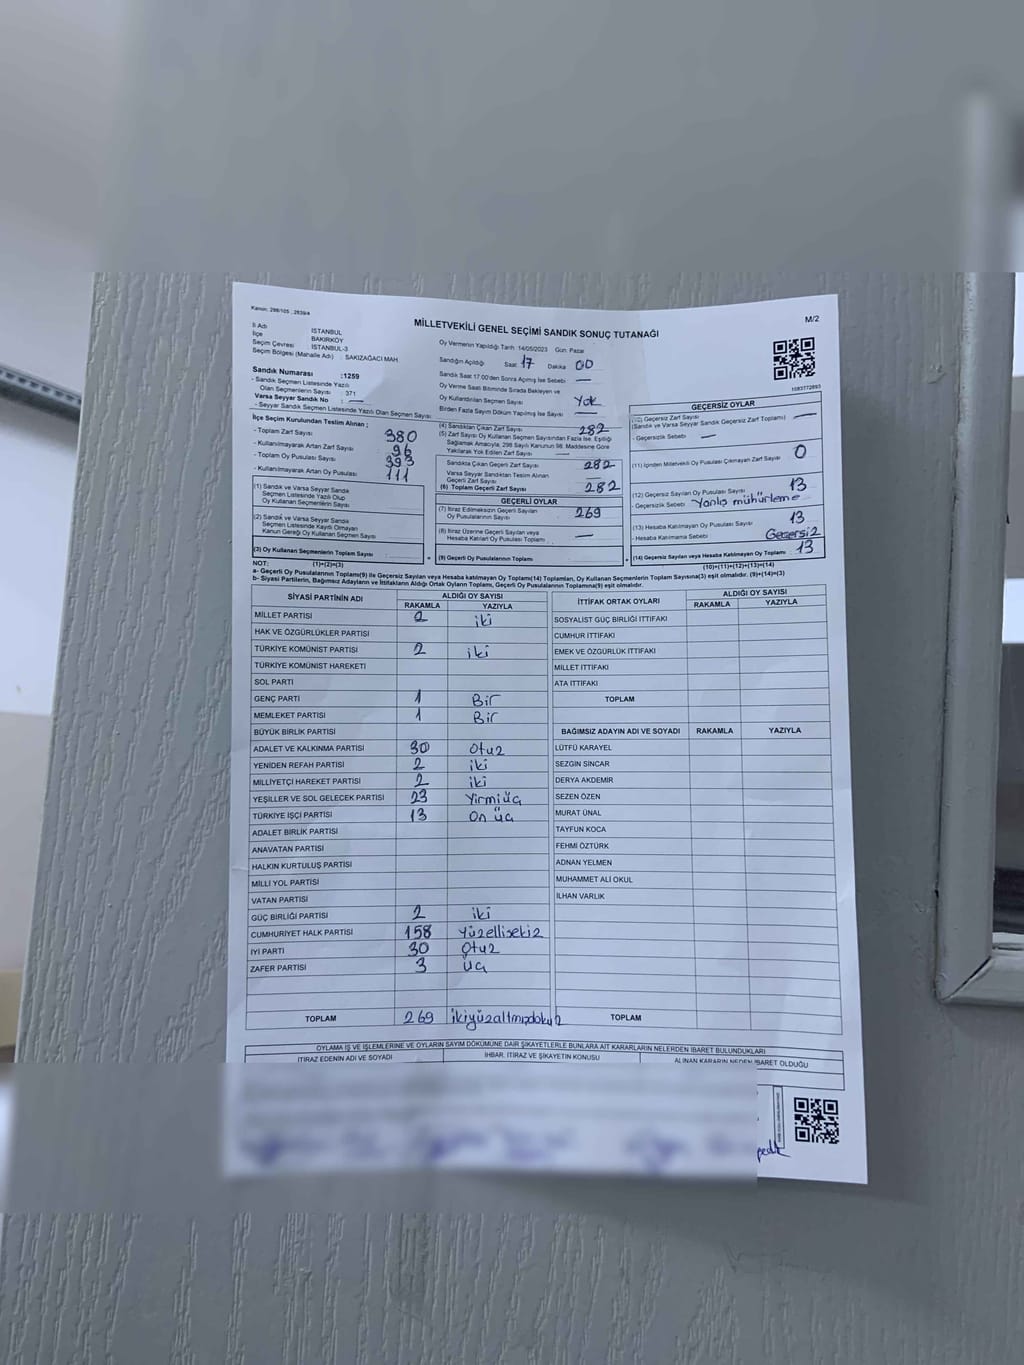 Kanun: 298/105 ; 2839/4
MİLLETVEKİLİ GENEL SEÇİMİ SANDIK SONUÇ TUTANAĞI
M/2
İl Adı : İSTANBUL
İlçe : BAKIRKÖY
Seçim Çevresi : İSTANBUL-3
Seçim Bölgesi (Mahalle Adı) : SAKIZAĞACI MAH.
Sandık Numarası :1259
- Sandık Seçmen Listesinde Yazılı
Olan Seçmenlerin Sayısı : 371
Varsa Seyyar Sandık No : —
- Seyyar Sandık Seçmen Listesinde Yazılı Olan Seçmen Sayısı :
İlçe Seçim Kurulundan Teslim Alınan ;
- Toplam Zarf Sayısı 380
- Kullanılmayarak Artan Zarf Sayısı 96
- Toplam Oy Pusulası Sayısı 393
- Kullanılmayarak Artan Oy Pusulası 111
(1) Sandık ve Varsa Seyyar Sandık
Seçmen Listesinde Yazılı Olup
Oy Kullanan Seçmenlerin Sayısı
(2) Sandık ve Varsa Seyyar Sandık
Seçmen Listesinde Kaydı Olmayan
Kanun Gereği Oy Kullanan Seçmen Sayısı
(3) Oy Kullanan Seçmenlerin Toplam Sayısı
(1)+(2)=(3)
Oy Vermenin Yapıldığı Tarih: 14/05/2023 Gün: Pazar
Sandığın Açıldığı Saat 17 Dakika 00
Sandık Saat 17:00'den Sonra Açılmış İse Sebebi —
Oy Verme Saati Bitiminde Sırada Bekleyen ve
Oy Kullandırılan Seçmen Sayısı Yok
Birden Fazla Sayım Döküm Yapılmış İse Sayısı —
(4) Sandıktan Çıkan Zarf Sayısı 282
(5) Zarf Sayısı Oy Kullanan Seçmen Sayısından Fazla İse, Eşitliği
Sağlamak Amacıyla, 298 Sayılı Kanunun 98. Maddesine Göre
Yakılarak Yok Edilen Zarf Sayısı —
Sandıkta Çıkan Geçerli Zarf Sayısı 282
Varsa Seyyar Sandıktan Teslim Alınan
Geçerli Zarf Sayısı —
(6) Toplam Geçerli Zarf Sayısı 282
GEÇERLİ OYLAR
(7) İtiraz Edilmeksizin Geçerli Sayılan
Oy Pusulalarının Sayısı 269
(8) İtiraz Üzerine Geçerli Sayılan veya
Hesaba Katılan Oy Pusulası Toplamı —
(9) Geçerli Oy Pusulalarının Toplamı
1083772893
GEÇERSİZ OYLAR
(10) Geçersiz Zarf Sayısı
(Sandık ve Varsa Seyyar Sandık Geçersiz Zarf Toplamı) —
- Geçersizlik Sebebi : —
(11) İçinden Milletvekili Oy Pusulası Çıkmayan Zarf Sayısı 0
(12) Geçersiz Sayılan Oy Pusulası Sayısı 13
- Geçersizlik Sebebi : Yanlış mühürleme
(13) Hesaba Katılmayan Oy Pusulası Sayısı 13
- Hesaba Katılmama Sebebi Geçersiz
(14) Geçersiz Sayılan veya Hesaba Katılmayan Oy Toplamı 13
(10)+(11)+(12)+(13)=(14)
NOT:
a- Geçerli Oy Pusulalarının Toplamı(9) ile Geçersiz Sayılan veya Hesaba katılmayan Oy Toplamı(14) Toplamları, Oy Kullanan Seçmenlerin Toplam Sayısına(3) eşit olmalıdır. (9)+(14)=(3)
b- Siyasi Partilerin, Bağımsız Adayların ve İttifakların Aldığı Ortak Oyların Toplamı, Geçerli Oy Pusulalarının Toplamına(9) eşit olmalıdır.
SİYASİ PARTİNİN ADI ALDIĞI OY SAYISI
RAKAMLA YAZIYLA
MİLLET PARTİSİ 2 iki
HAK VE ÖZGÜRLÜKLER PARTİSİ
TÜRKİYE KOMÜNİST PARTİSİ 2 iki
TÜRKİYE KOMÜNİST HAREKETİ
SOL PARTİ
GENÇ PARTİ 1 Bir
MEMLEKET PARTİSİ 1 Bir
BÜYÜK BİRLİK PARTİSİ
ADALET VE KALKINMA PARTİSİ 30 Otuz
YENİDEN REFAH PARTİSİ 2 iki
MİLLİYETÇİ HAREKET PARTİSİ 2 iki
YEŞİLLER VE SOL GELECEK PARTİSİ 23 Yirmiüç
TÜRKİYE İŞÇİ PARTİSİ 13 On üç
ADALET BİRLİK PARTİSİ
ANAVATAN PARTİSİ
HALKIN KURTULUŞ PARTİSİ
MİLLİ YOL PARTİSİ
VATAN PARTİSİ
GÜÇ BİRLİĞİ PARTİSİ 2 iki
CUMHURİYET HALK PARTİSİ 158 Yüzellisekiz
İYİ PARTİ 30 Otuz
ZAFER PARTİSİ 3 üç
TOPLAM 269 ikiyüzaltmışdokuz
İTTİFAK ORTAK OYLARI ALDIĞI OY SAYISI
RAKAMLA YAZIYLA
SOSYALİST GÜÇ BİRLİĞİ İTTİFAKI
CUMHUR İTTİFAKI
EMEK VE ÖZGÜRLÜK İTTİFAKI
MİLLET İTTİFAKI
ATA İTTİFAKI
TOPLAM
BAĞIMSIZ ADAYIN ADI VE SOYADI RAKAMLA YAZIYLA
LÜTFÜ KARAYEL
SEZGİN SİNCAR
DERYA AKDEMİR
SEZEN ÖZEN
MURAT ÜNAL
TAYFUN KOCA
FEHMİ ÖZTÜRK
ADNAN YELMEN
MUHAMMET ALİ OKUL
İLHAN VARLIK
TOPLAM
OYLAMA İŞ VE İŞLEMLERİNE VE OYLARIN SAYIM DÖKÜMÜNE DAİR ŞİKAYETLERLE BUNLARA AİT KARARLARIN NELERDEN İBARET BULUNDUKLARI
İTİRAZ EDENİN ADI VE SOYADI İHBAR, İTİRAZ VE ŞİKAYETİN KONUSU ALINAN KARARIN NEDEN İBARET OLDUĞU